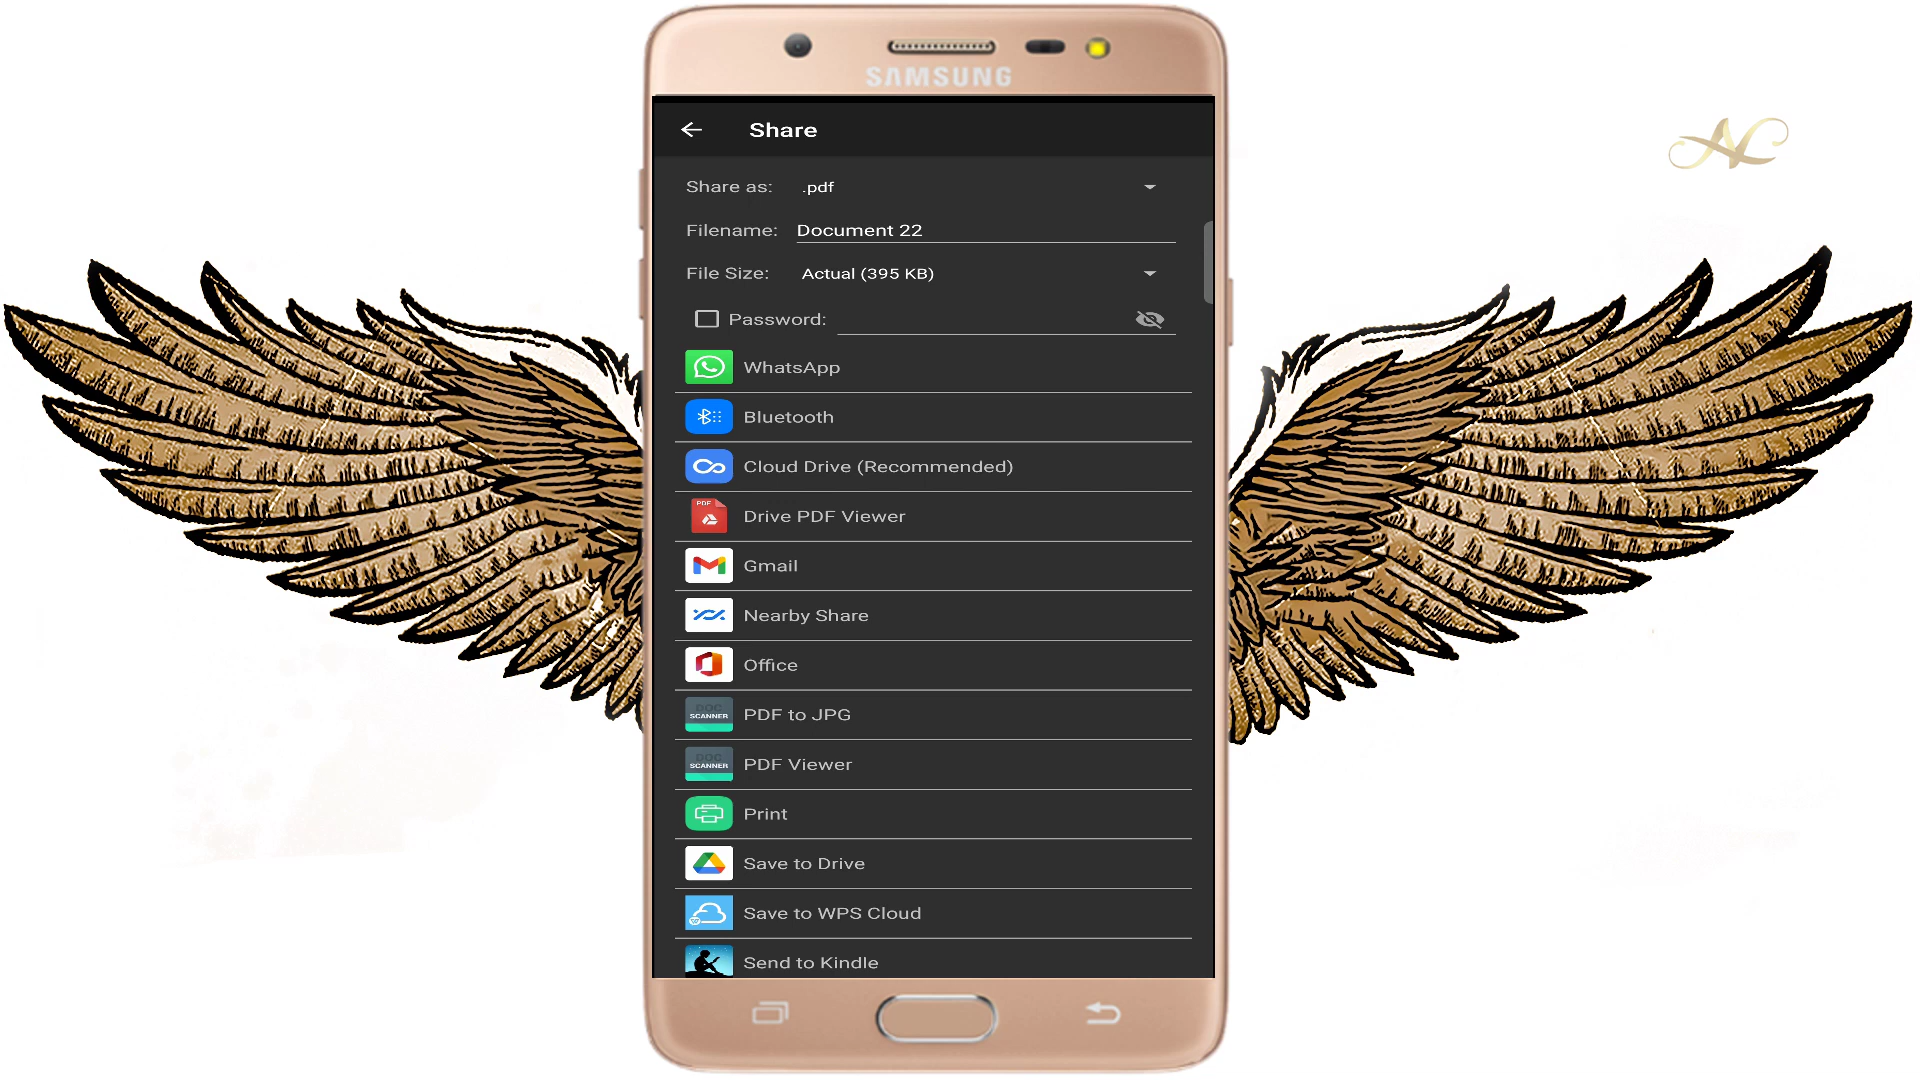 SAMSUNG
Share
Share as: .pdf
Filename: Document 22
File Size: Actual (395 KB)
Password:
WhatsApp
Bluetooth
Cloud Drive (Recommended)
PDF
Drive PDF Viewer
Gmail
Nearby Share
Office
DOC
SCANNER
PDF to JPG
DOC
SCANNER
PDF Viewer
Print
Save to Drive
Save to WPS Cloud
Send to Kindle